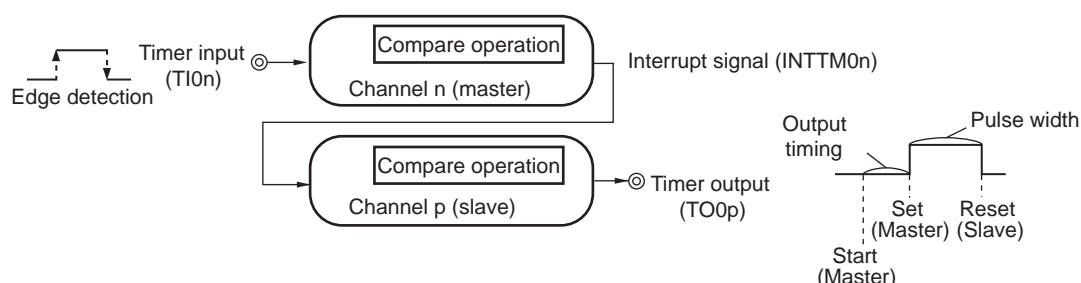 Compare operation
Channel n (master)
Timer input
(TI0n)
Edge detection
Interrupt signal (INTTM0n)
Compare operation
Channel p (slave)
Timer output
(TO0p)
Output
timing
Pulse width
Set
(Master)
Reset
(Slave)
Start
(Master)